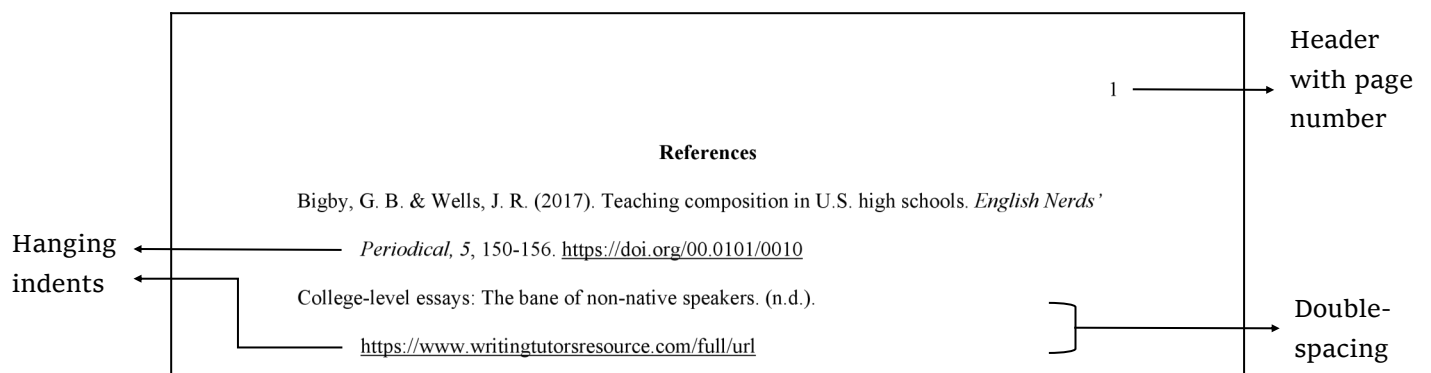 1
Header
with page
number
References
Bigby, G. B. & Wells, J. R. (2017). Teaching composition in U.S. high schools. English Nerds’
Periodical, 5, 150-156. https://doi.org/00.0101/0010
Hanging
indents
College-level essays: The bane of non-native speakers. (n.d.).
https://www.writingtutorsresource.com/full/url
Double-
spacing